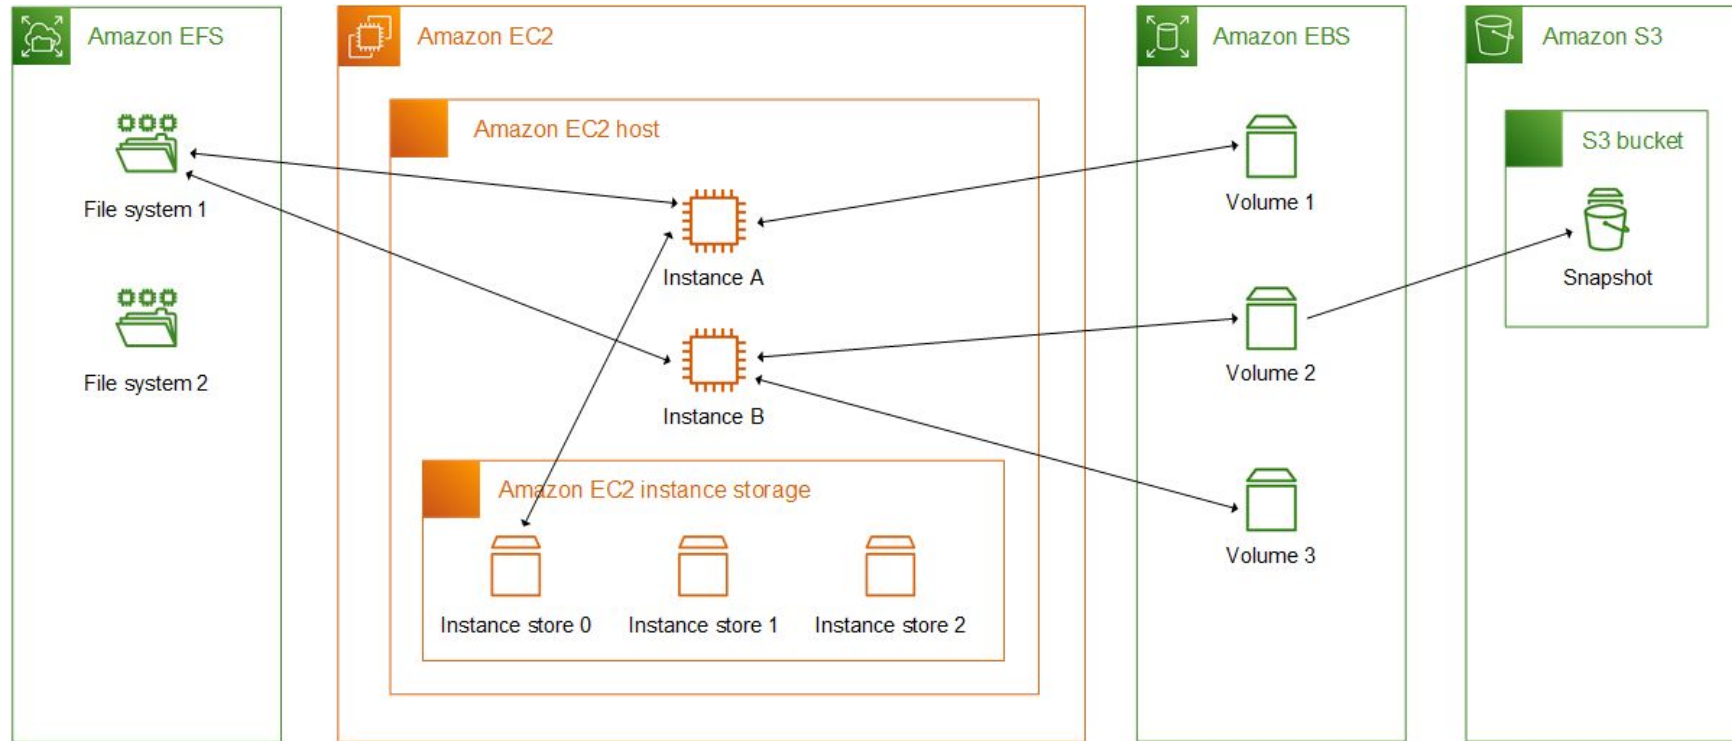 Amazon EFS
Amazon EC2
Amazon EBS
Amazon S3
Amazon EC2 host
S3 bucket
File system 1
Instance A
Volume 1
Snapshot
File system 2
Instance B
Volume 2
Amazon EC2 instance storage
Volume 3
Instance store 0
Instance store 1
Instance store 2